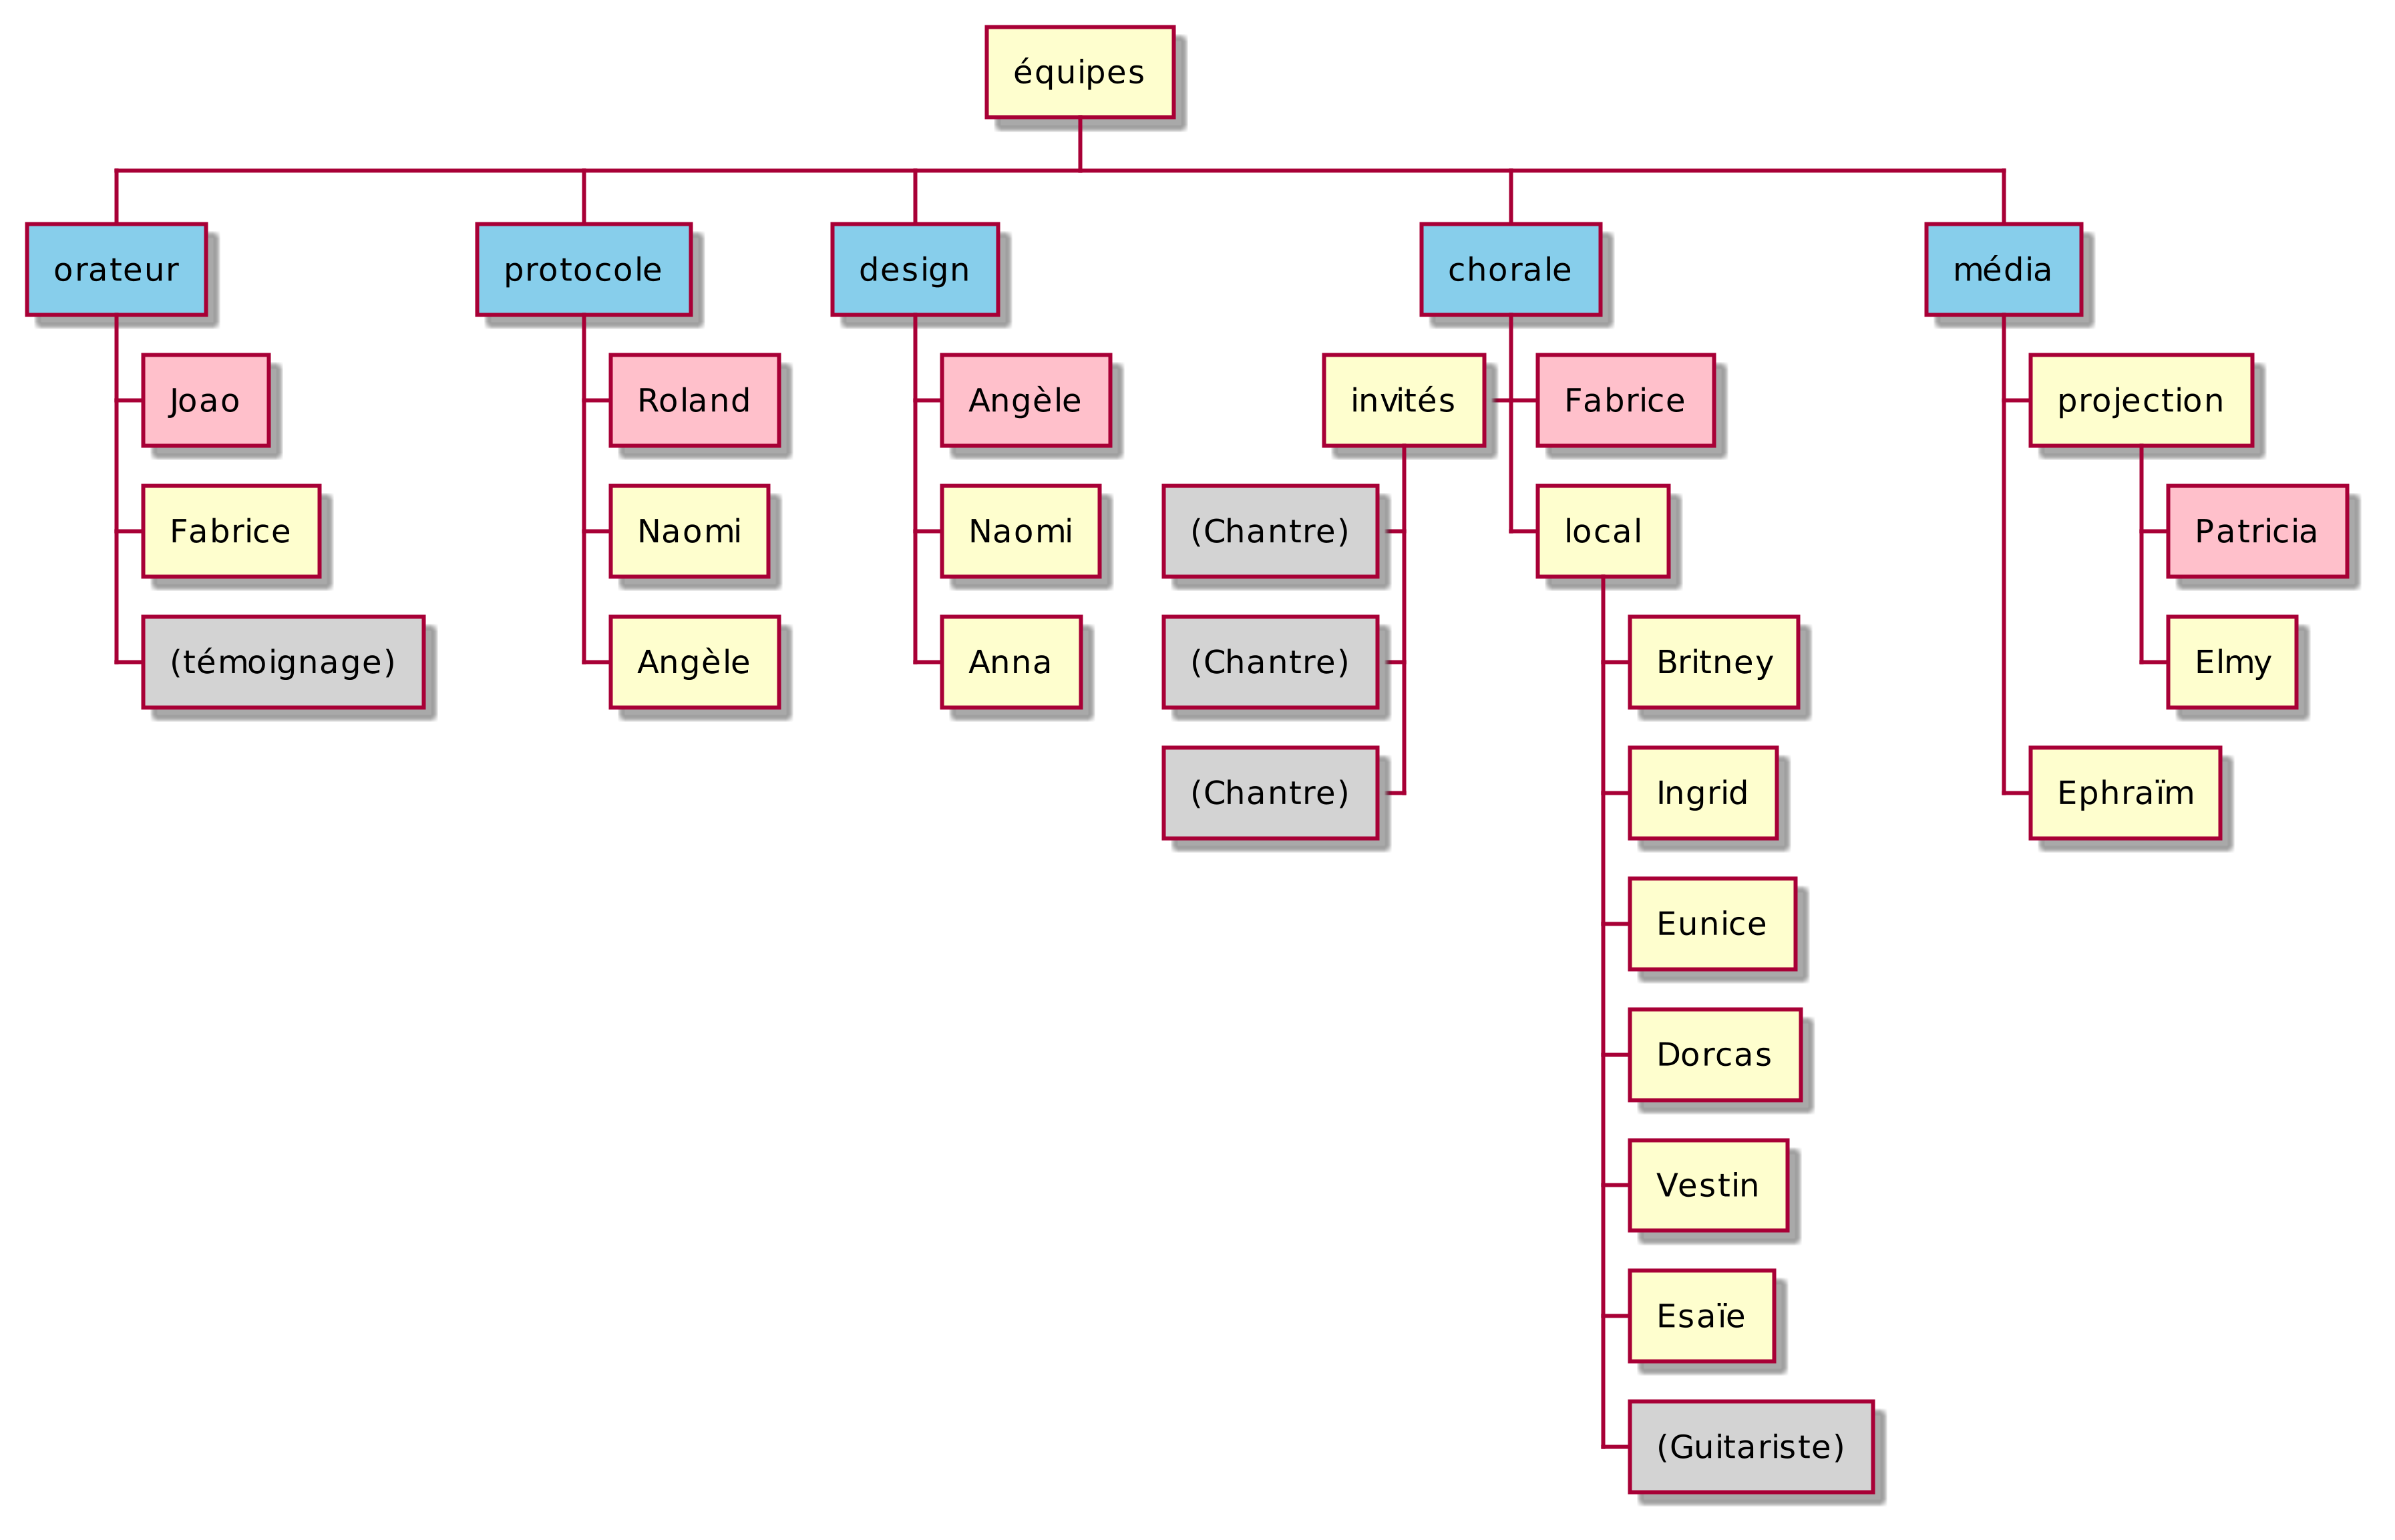 équipes
orateur
protocole
design
chorale
média
Joao
Fabrice
(témoignage)
Roland
Naomi
Angèle
Angèle
Naomi
Anna
invités
(Chantre)
(Chantre)
(Chantre)
Fabrice
local
Britney
Ingrid
Eunice
Dorcas
Vestin
Esaïe
(Guitariste)
projection
Patricia
Elmy
Ephraïm